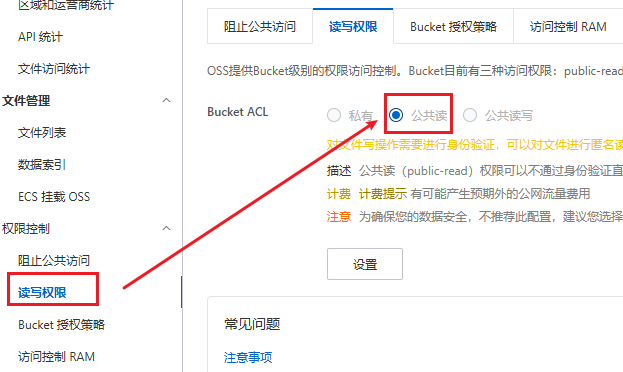 区域和运营商统计
API 统计
文件访问统计
文件管理
文件列表
数据索引
ECS 挂载 OSS
权限控制
阻止公共访问
读写权限
Bucket 授权策略
访问控制 RAM
阻止公共访问 读写权限 Bucket 授权策略 访问控制 RAM
OSS提供Bucket级别的权限访问控制。Bucket目前有三种访问权限：public-read
Bucket ACL 私有 公共读 公共读写
对文件写操作需要进行身份验证，可以对文件进行匿名读
描述 公共读（public-read）权限可以不通过身份验证直
计费 计费提示 有可能产生预期外的公网流量费用
注意 为确保您的数据安全，不推荐此配置，建议您选择
设置
常见问题
注意事项